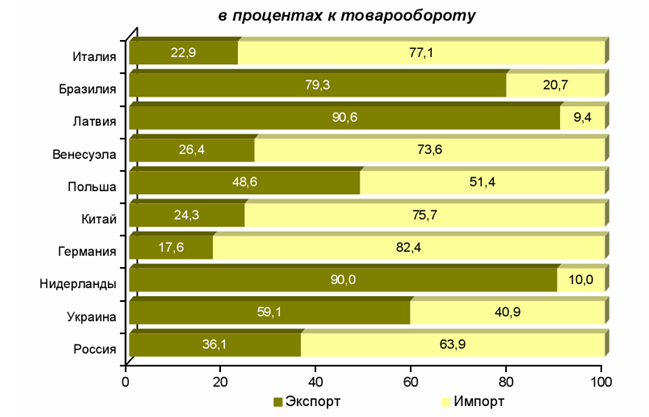 в процентах к товарообороту
Италия 22,9 77,1
Бразилия 79,3 20,7
Латвия 90,6 9,4
Венесуэла 26,4 73,6
Польша 48,6 51,4
Китай 24,3 75,7
Германия 17,6 82,4
Нидерланды 90,0 10,0
Украина 59,1 40,9
Россия 36,1 63,9
0 20 40 60 80 100
Экспорт Импорт